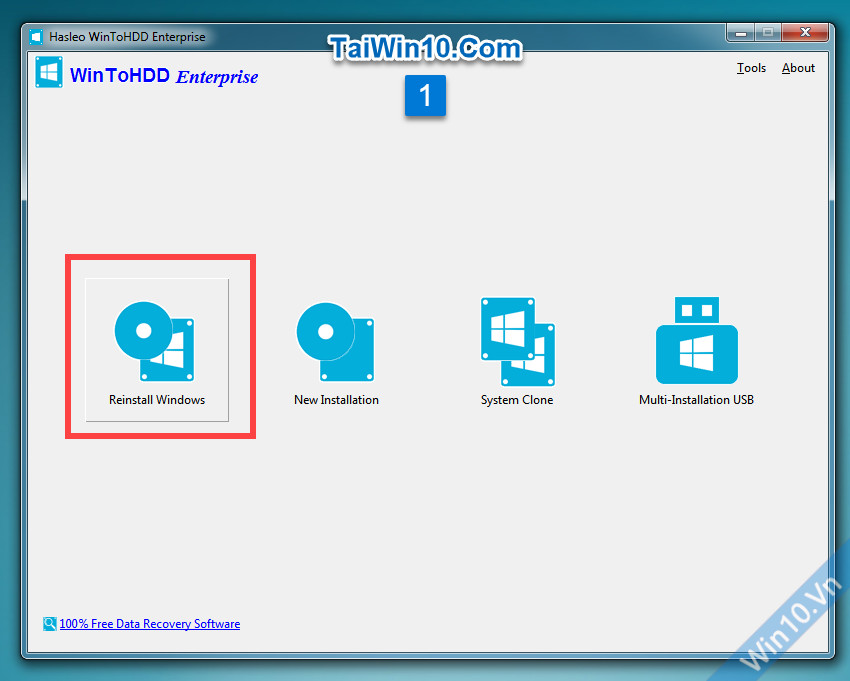 Hasleo WinToHDD Enterprise
TaiWin10.Com
WinToHDD Enterprise
Tools About
1
Reinstall Windows
New Installation
System Clone
Multi-Installation USB
100% Free Data Recovery Software
Win10.Vn